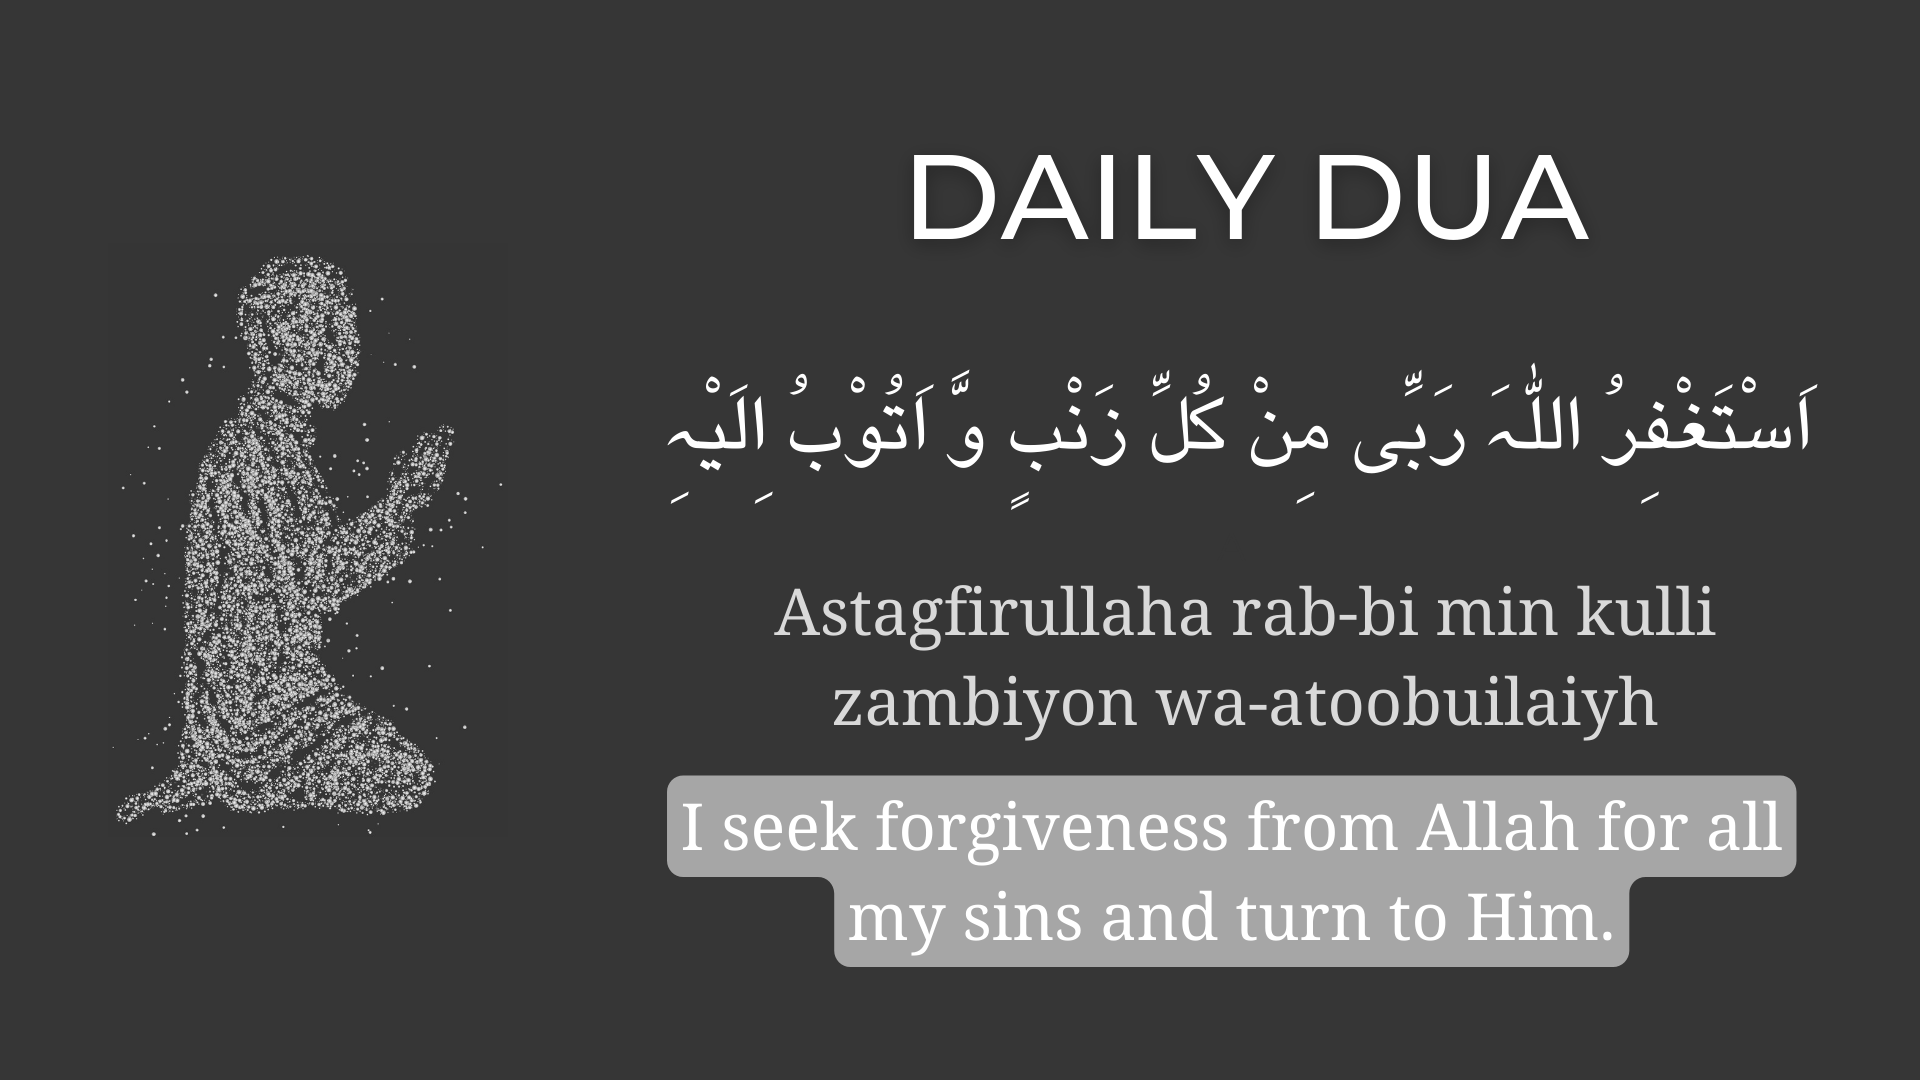 DAILY DUA
اَسْتَغْفِرُ اللّٰہَ رَبِّی مِنْ کُلِّ زَنْبٍ وَّ اَتُوْبُ اِلَیْہِ
Astagfirullaha rab-bi min kulli
zambiyon wa-atoobuilaiyh
I seek forgiveness from Allah for all
my sins and turn to Him.